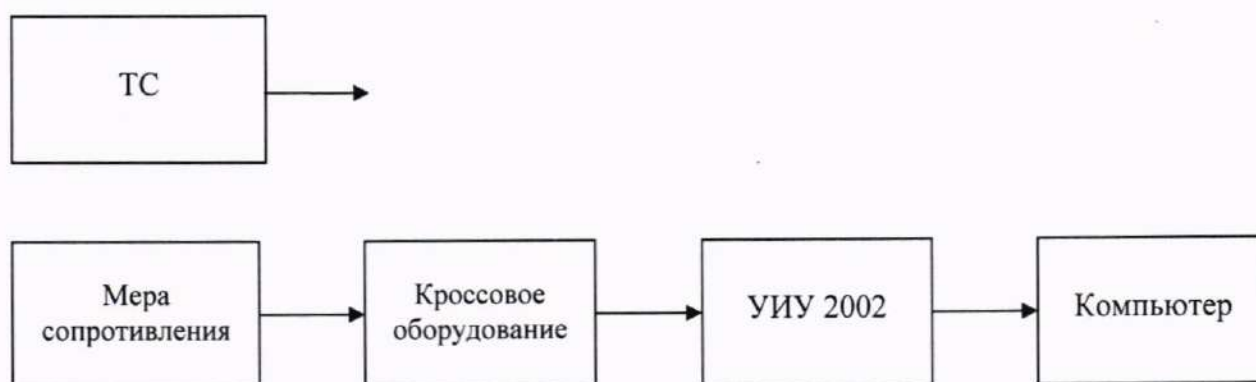 ТС
Мера
сопротивления
Кроссовое
оборудование
УИУ 2002
Компьютер